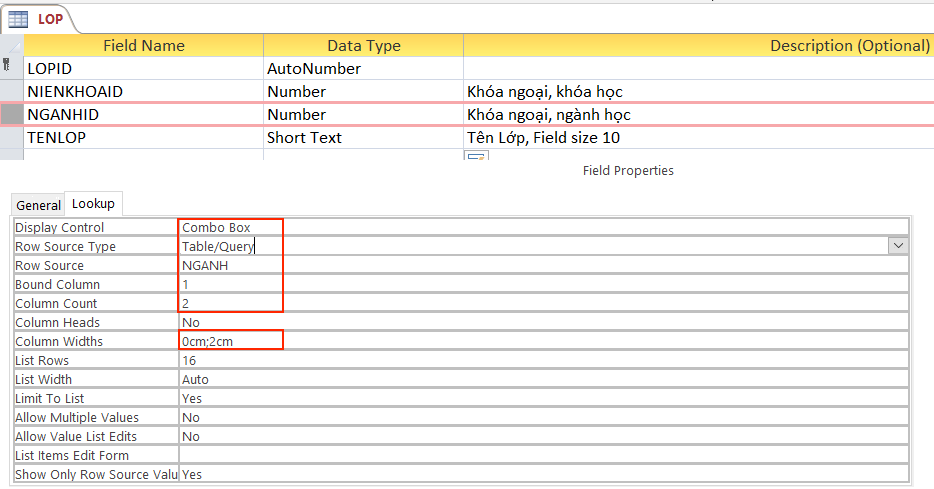 LOP
Field Name Data Type Description (Optional)
LOPID AutoNumber
NIENKHOAID Number Khóa ngoại, khóa học
NGANHID Number Khóa ngoại, ngành học
TENLOP Short Text Tên Lớp, Field size 10
Field Properties
General Lookup
Display Control Combo Box
Row Source Type Table/Query
Row Source NGANH
Bound Column 1
Column Count 2
Column Heads No
Column Widths 0cm;2cm
List Rows 16
List Width Auto
Limit To List Yes
Allow Multiple Values No
Allow Value List Edits No
List Items Edit Form
Show Only Row Source Valu Yes